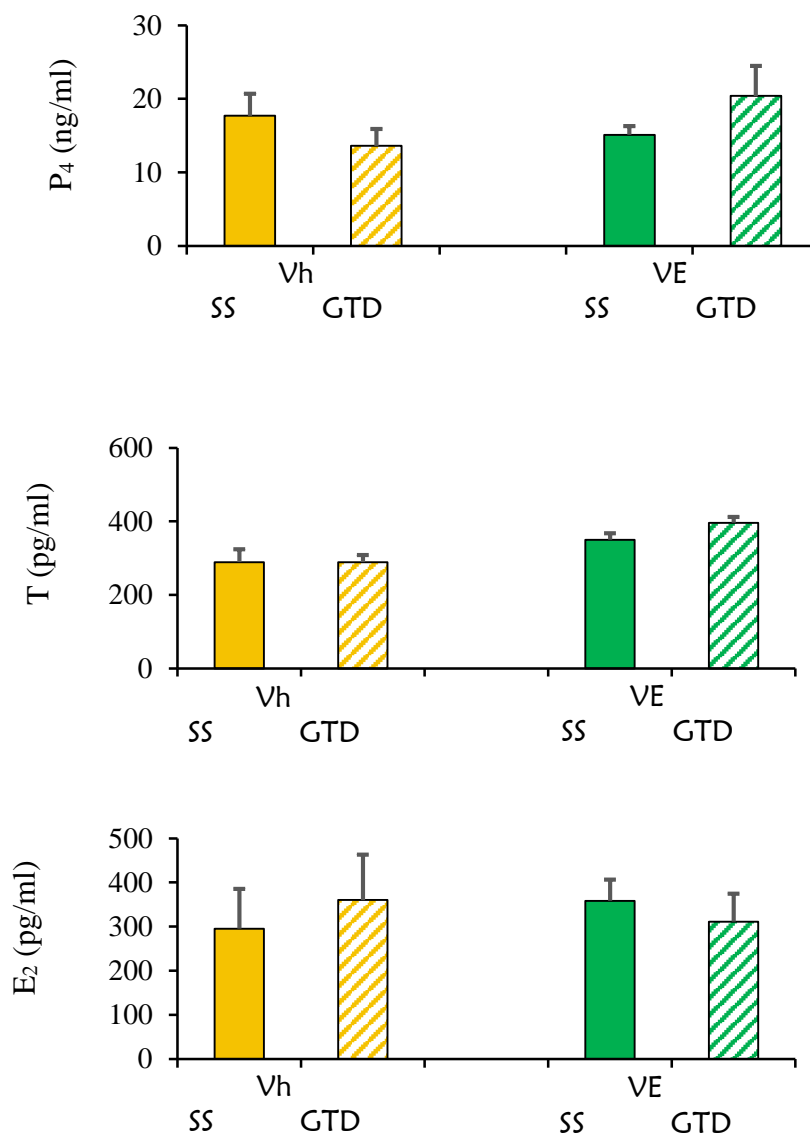 P₄ (ng/ml)
30
20
10
0
Vh VE
SS GTD SS GTD
T (pg/ml)
600
400
200
0
Vh VE
SS GTD SS GTD
E₂ (pg/ml)
500
400
300
200
100
0
Vh VE
SS GTD SS GTD